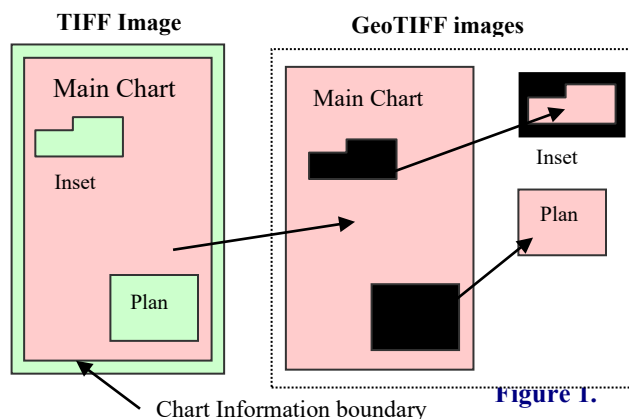 TIFF Image
GeoTIFF images
Main Chart
Inset
Plan
Main Chart
Inset
Plan
Chart Information boundary
Figure 1.